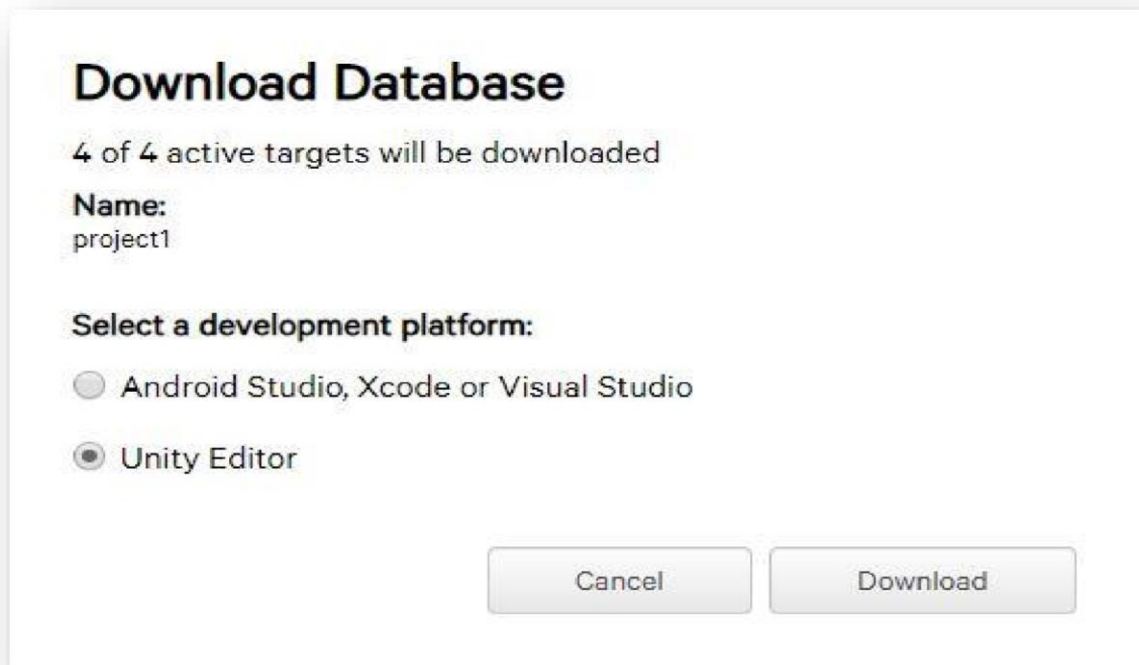 Download Database
4 of 4 active targets will be downloaded
Name:
project1
Select a development platform:
Android Studio, Xcode or Visual Studio
Unity Editor
Cancel
Download